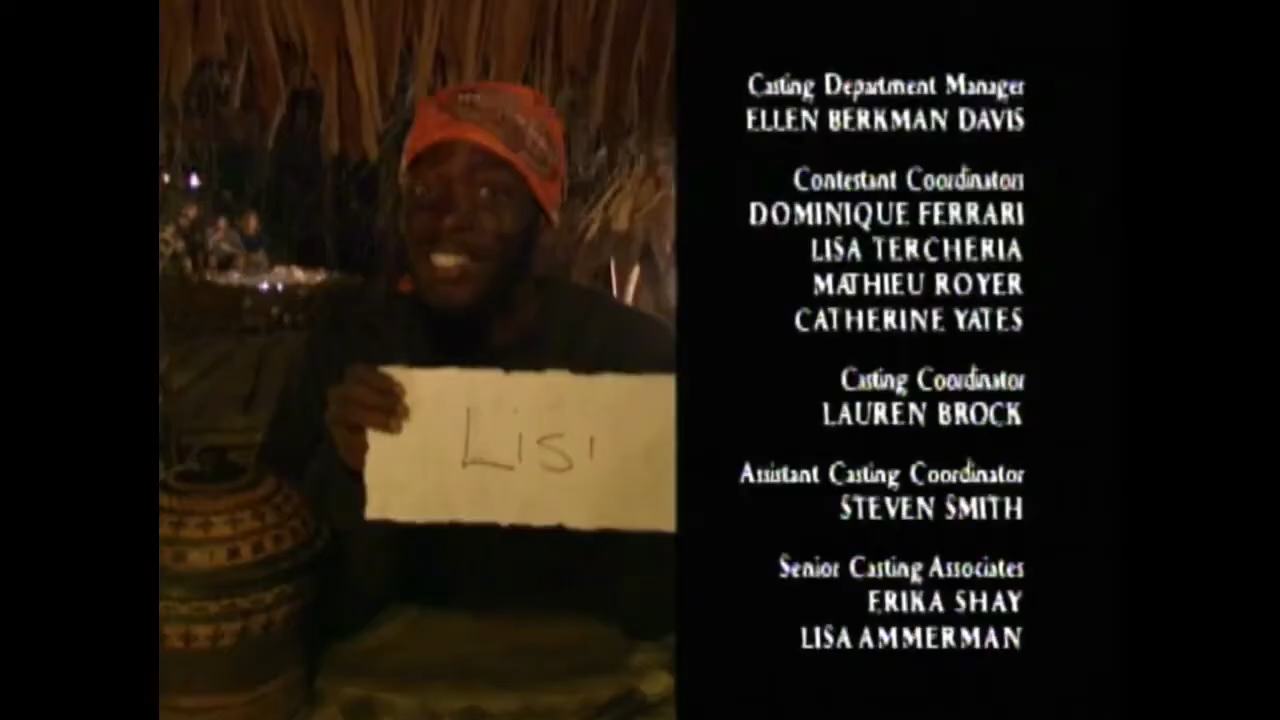 Lisi
Casting Department Manager
ELLEN BERKMAN DAVIS
Contestant Coordinators
DOMINIQUE FERRARI
LISA TERCHERIA
MATHIEU ROYER
CATHERINE YATES
Casting Coordinator
LAUREN BROCK
Assistant Casting Coordinator
STEVEN SMITH
Senior Casting Associates
ERIKA SHAY
LISA AMMERMAN